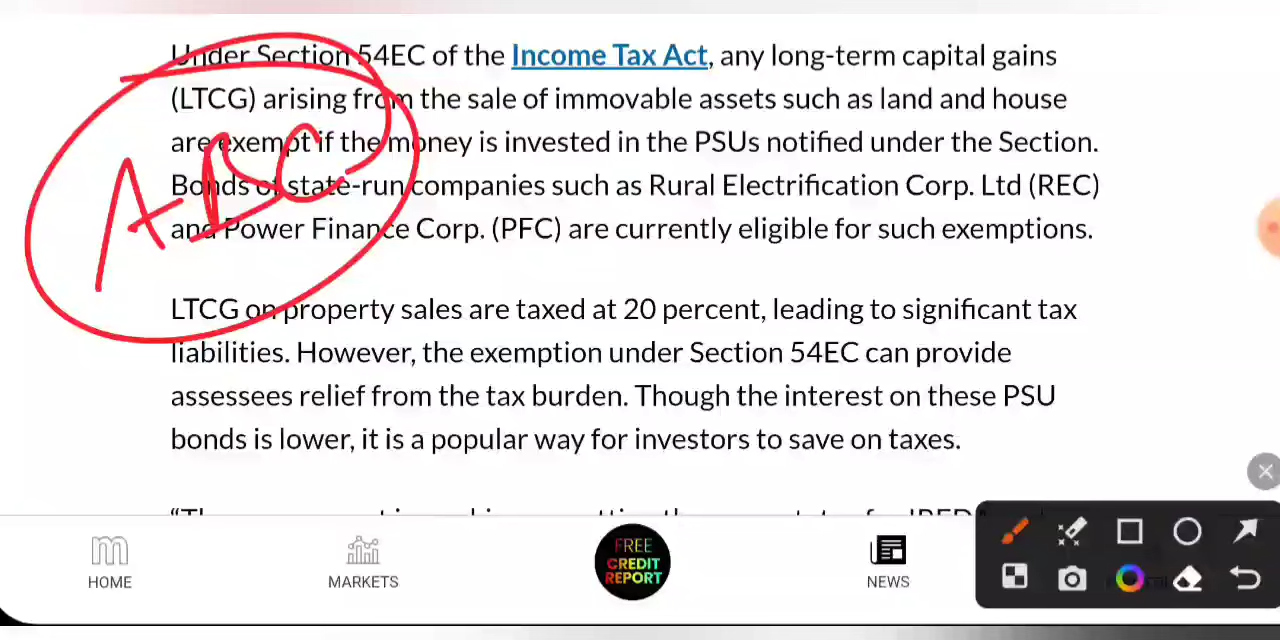 Under Section 54EC of the Income Tax Act, any long-term capital gains
(LTCG) arising from the sale of immovable assets such as land and house
are exempt if the money is invested in the PSUs notified under the Section.
Bonds of state-run companies such as Rural Electrification Corp. Ltd (REC)
and Power Finance Corp. (PFC) are currently eligible for such exemptions.
ABC
LTCG on property sales are taxed at 20 percent, leading to significant tax
liabilities. However, the exemption under Section 54EC can provide
assessees relief from the tax burden. Though the interest on these PSU
bonds is lower, it is a popular way for investors to save on taxes.
m
HOME
MARKETS
FREE
CREDIT
REPORT
NEWS